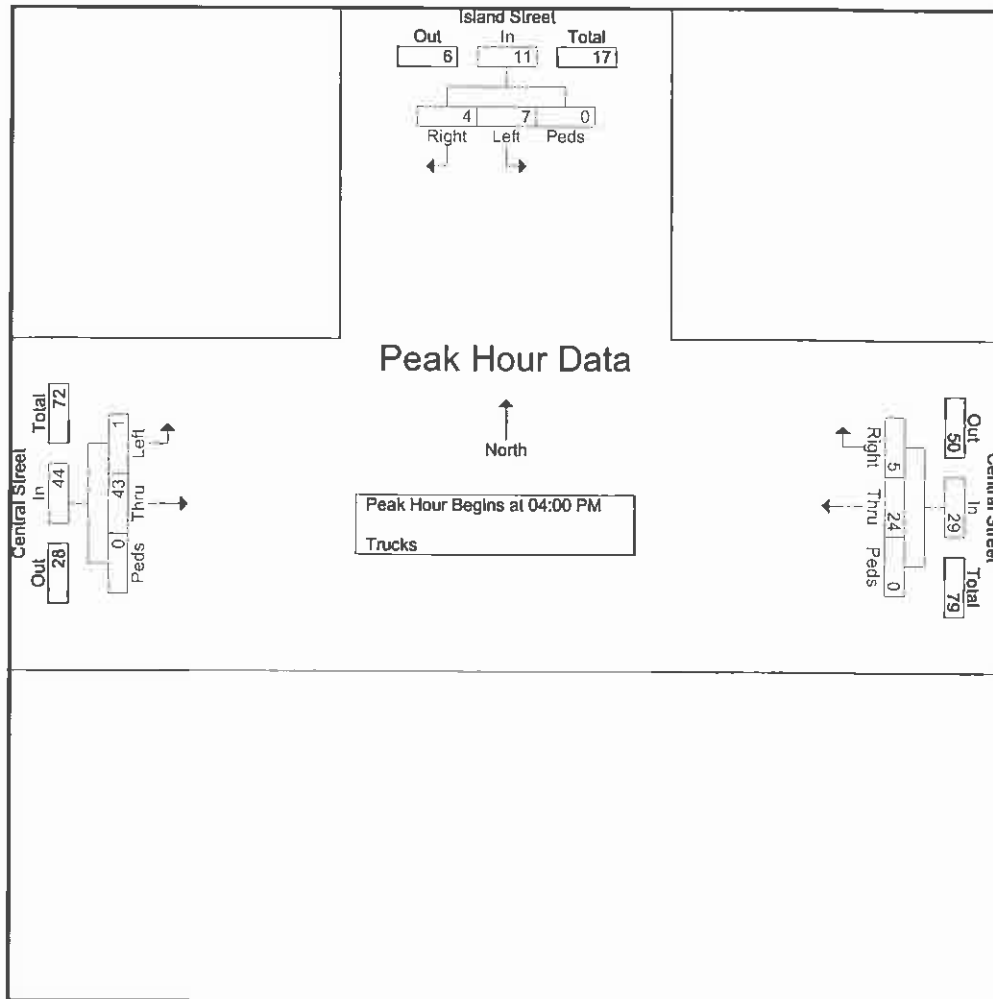 Island Street
Out In Total
6 11 17
4 7 0
Right Left Peds
Peak Hour Data
North
Peak Hour Begins at 04:00 PM
Trucks
Central Street
Total In Out
72 44 28
1 43 0
Left Thru Peds
Central Street
Out In Total
50 29 79
5 24 0
Right Thru Peds